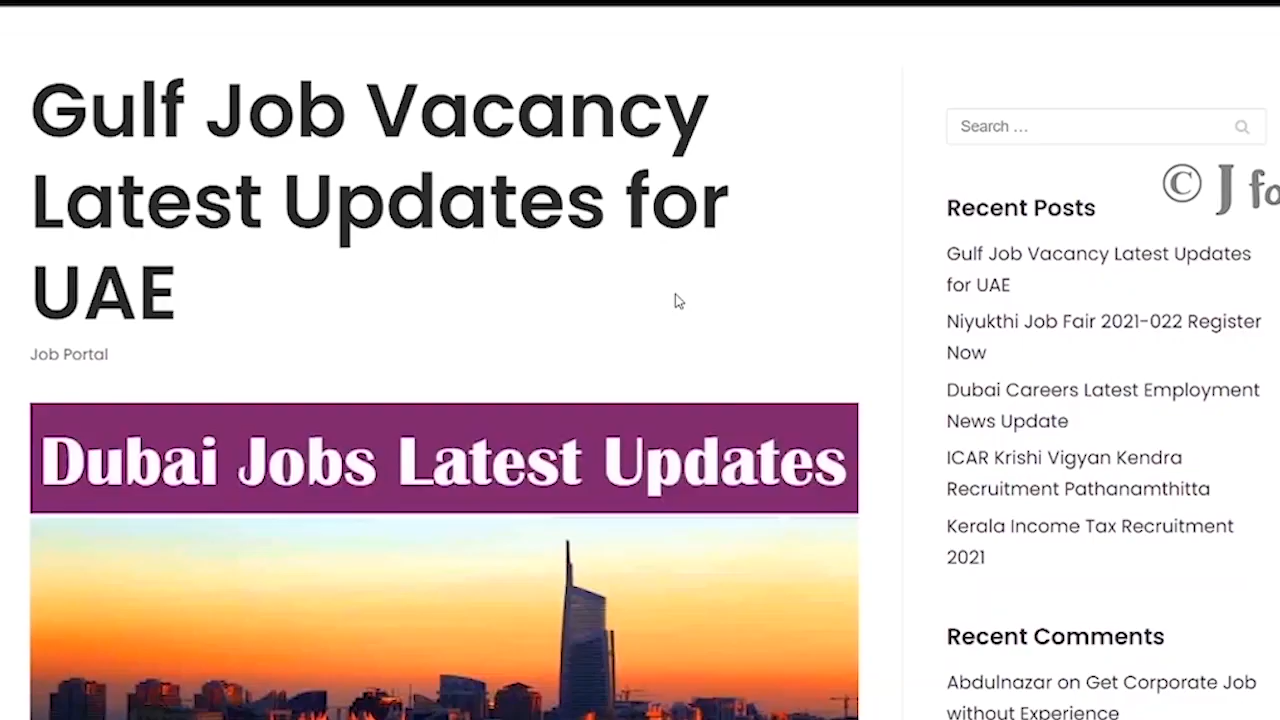 Gulf Job Vacancy
Latest Updates for
UAE
Job Portal
Dubai Jobs Latest Updates
Search ...
© J fo
Recent Posts
Gulf Job Vacancy Latest Updates
for UAE
Niyukthi Job Fair 2021-022 Register
Now
Dubai Careers Latest Employment
News Update
ICAR Krishi Vigyan Kendra
Recruitment Pathanamthitta
Kerala Income Tax Recruitment
2021
Recent Comments
Abdulnazar on Get Corporate Job
without Experience